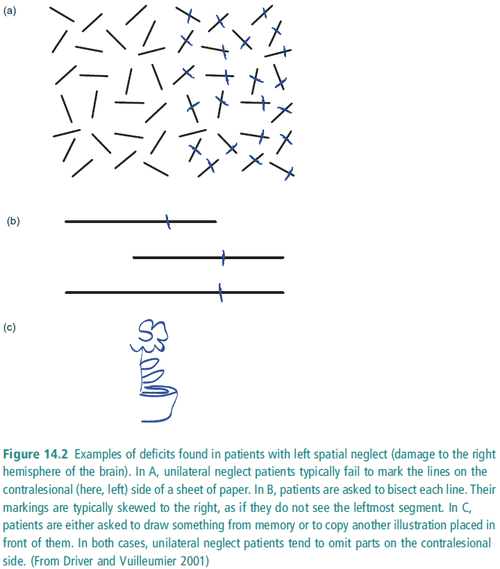 (a)
(b)
(c)
Figure 14.2 Examples of deficits found in patients with left spatial neglect (damage to the right
hemisphere of the brain). In A, unilateral neglect patients typically fail to mark the lines on the
contralesional (here, left) side of a sheet of paper. In B, patients are asked to bisect each line. Their
markings are typically skewed to the right, as if they do not see the leftmost segment. In C,
patients are either asked to draw something from memory or to copy another illustration placed in
front of them. In both cases, unilateral neglect patients tend to omit parts on the contralesional
side. (From Driver and Vuilleumier 2001)